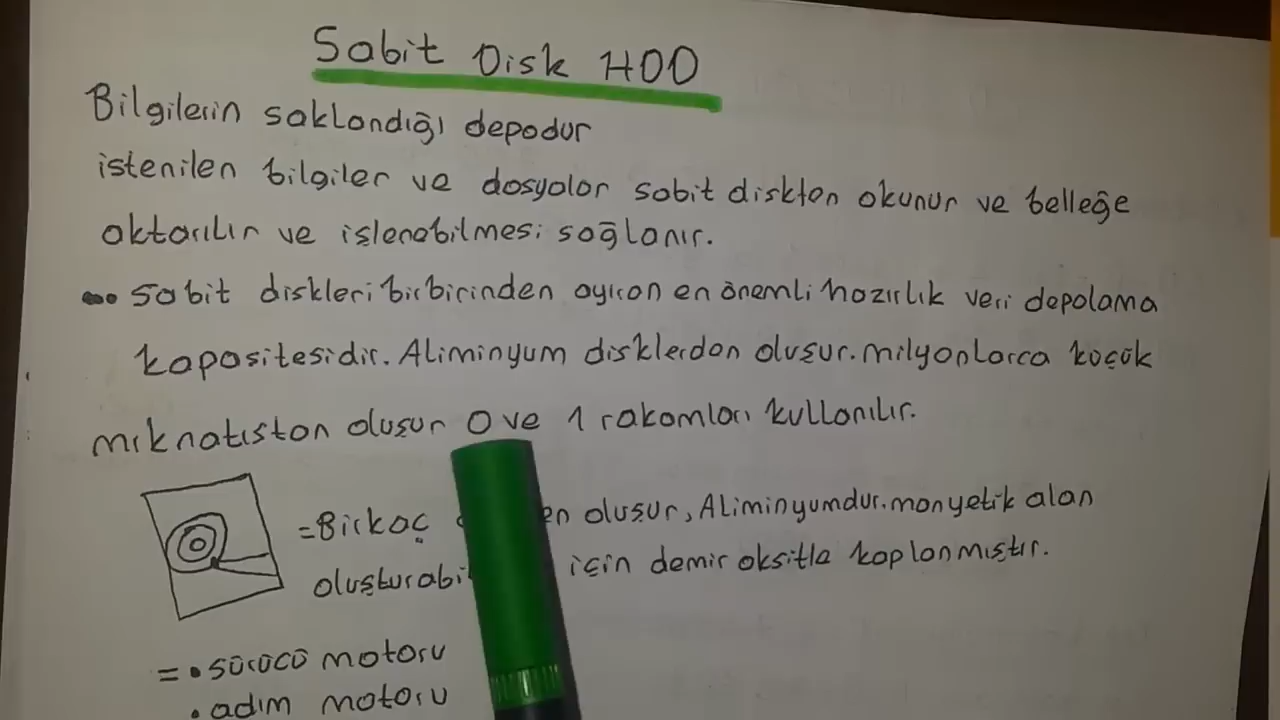 Sabit Disk HDD
Bilgilerin saklandığı depodur
istenilen bilgiler ve dosyalar sabit diskten okunur ve belleğe
aktarılır ve işlenebilmesi sağlanır.
Sabit diskleri birbirinden ayıran en önemli hazırlık veri depolama
kapasitesidir. Aliminyum disklerden oluşur. milyonlarca küçük
mıknatıstan oluşur 0 ve 1 rakamları kullanılır.
= Birkaç oluşur, Aliminyumdur. manyetik alan
için demir oksitle kaplanmıştır.
= • sürücü motoru
• adım motoru